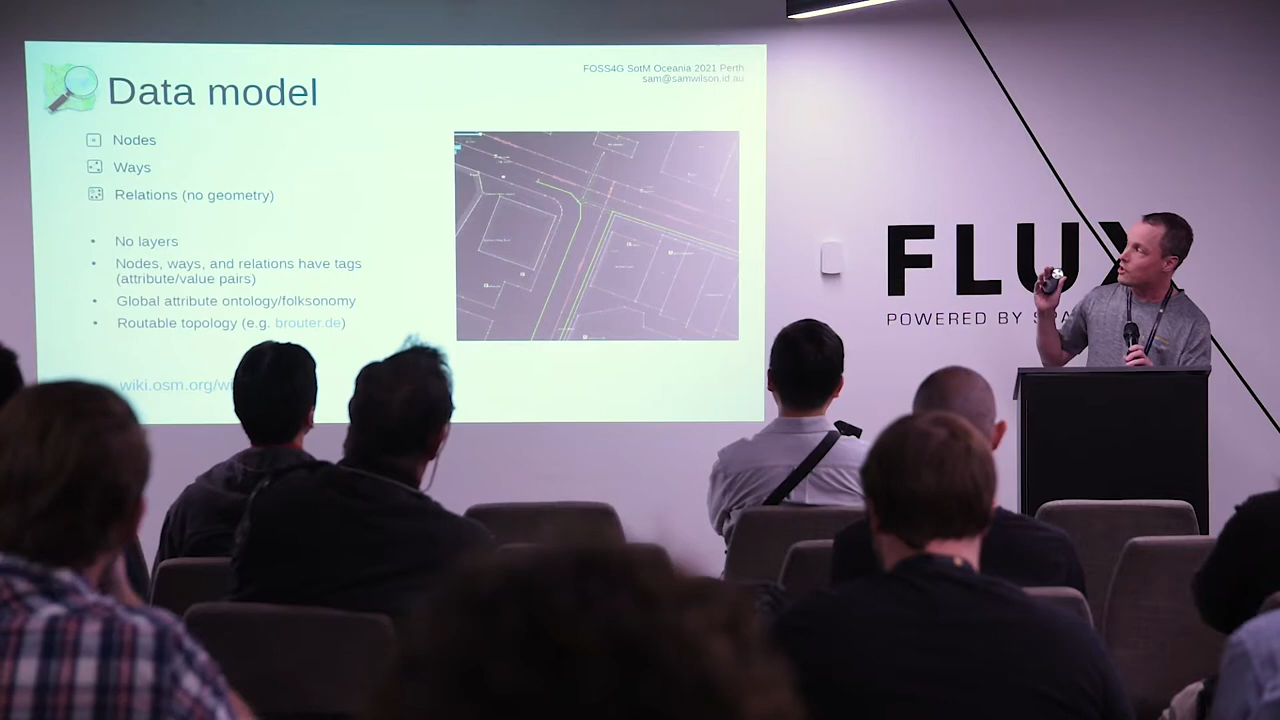 FOSS4G SotM Oceania 2021 Perth
sam@samwilson.id.au
Data model
Nodes
Ways
Relations (no geometry)
• No layers
• Nodes, ways, and relations have tags
(attribute/value pairs)
• Global attribute ontology/folksonomy
• Routable topology (e.g. brouter.de)
wiki.osm.org/wi
FLUX
POWERED BY SPA